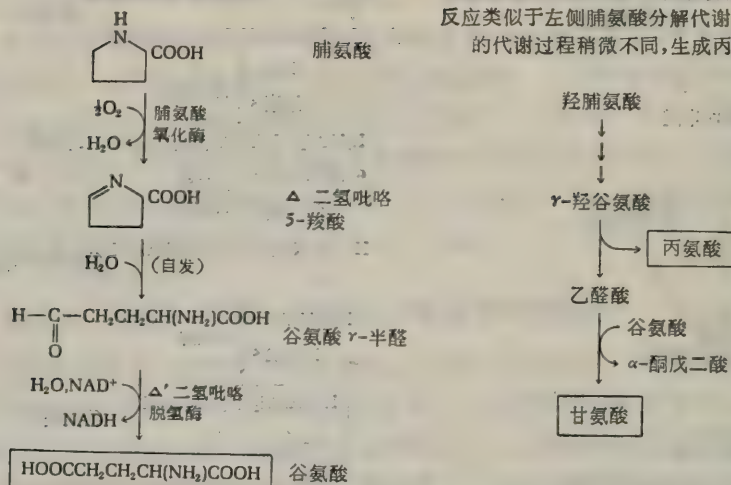 反应类似于左侧脯氨酸分解代谢
的代谢过程稍微不同，生成丙
H
N
COOH
脯氨酸
½O₂
H₂O
脯氨酸
氧化酶
N
COOH
△ 二氢吡咯
5-羧酸
H₂O
(自发)
H—C—CH₂CH₂CH(NH₂)COOH
O
谷氨酸 γ-半醛
H₂O,NAD⁺
NADH
△′二氢吡咯
脱氢酶
HOOCCH₂CH₂CH(NH₂)COOH 谷氨酸
羟脯氨酸
γ-羟谷氨酸
丙氨酸
乙醛酸
谷氨酸
α-酮戊二酸
甘氨酸